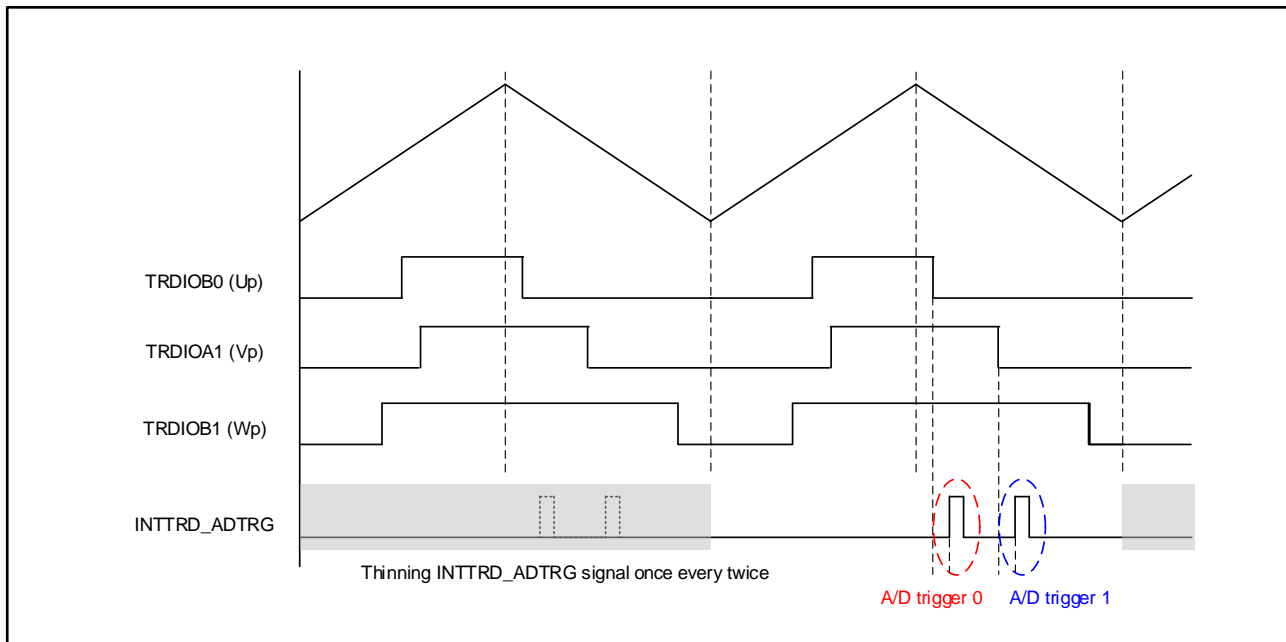 TRDIOB0 (Up)
TRDIOA1 (Vp)
TRDIOB1 (Wp)
INTTRD_ADTRG
Thinning INTTRD_ADTRG signal once every twice
A/D trigger 0
A/D trigger 1